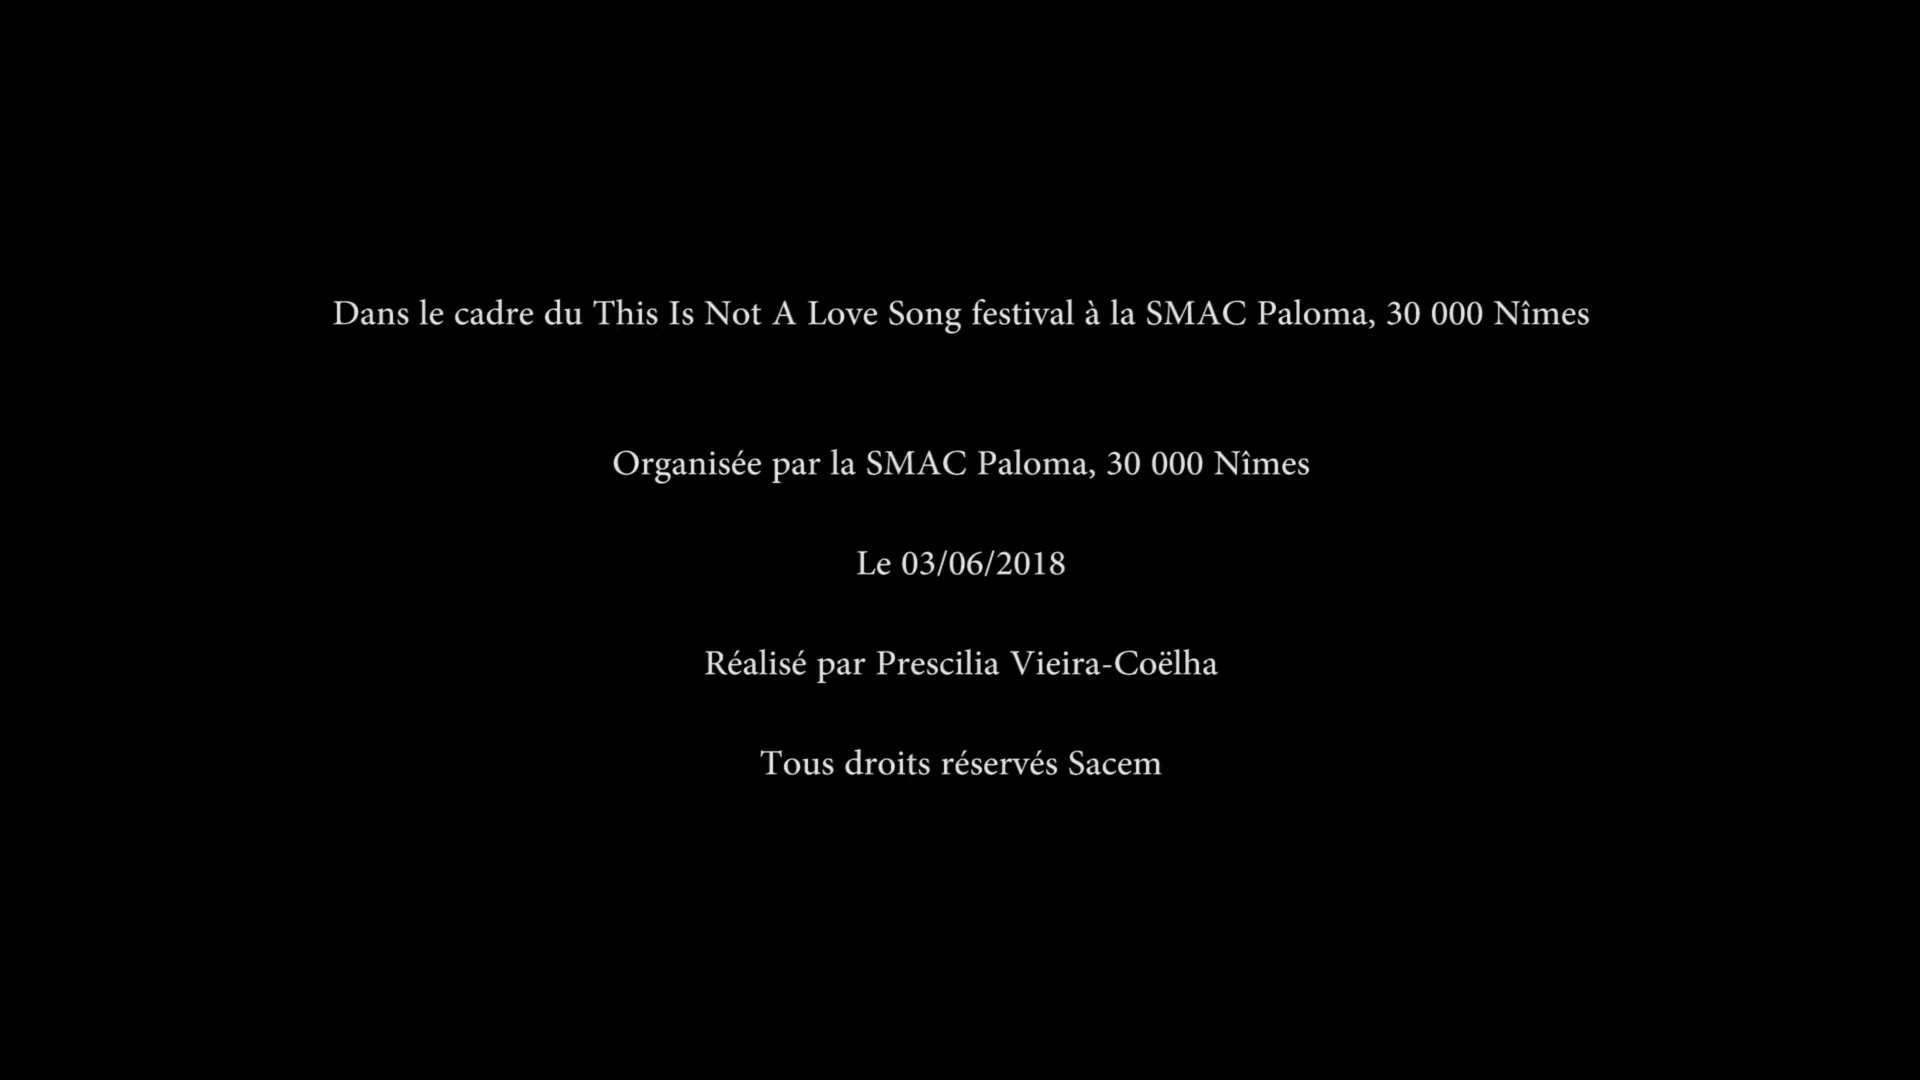 Dans le cadre du This Is Not A Love Song festival à la SMAC Paloma, 30 000 Nîmes
Organisée par la SMAC Paloma, 30 000 Nîmes
Le 03/06/2018
Réalisé par Prescilia Vieira-Coëlha
Tous droits réservés Sacem